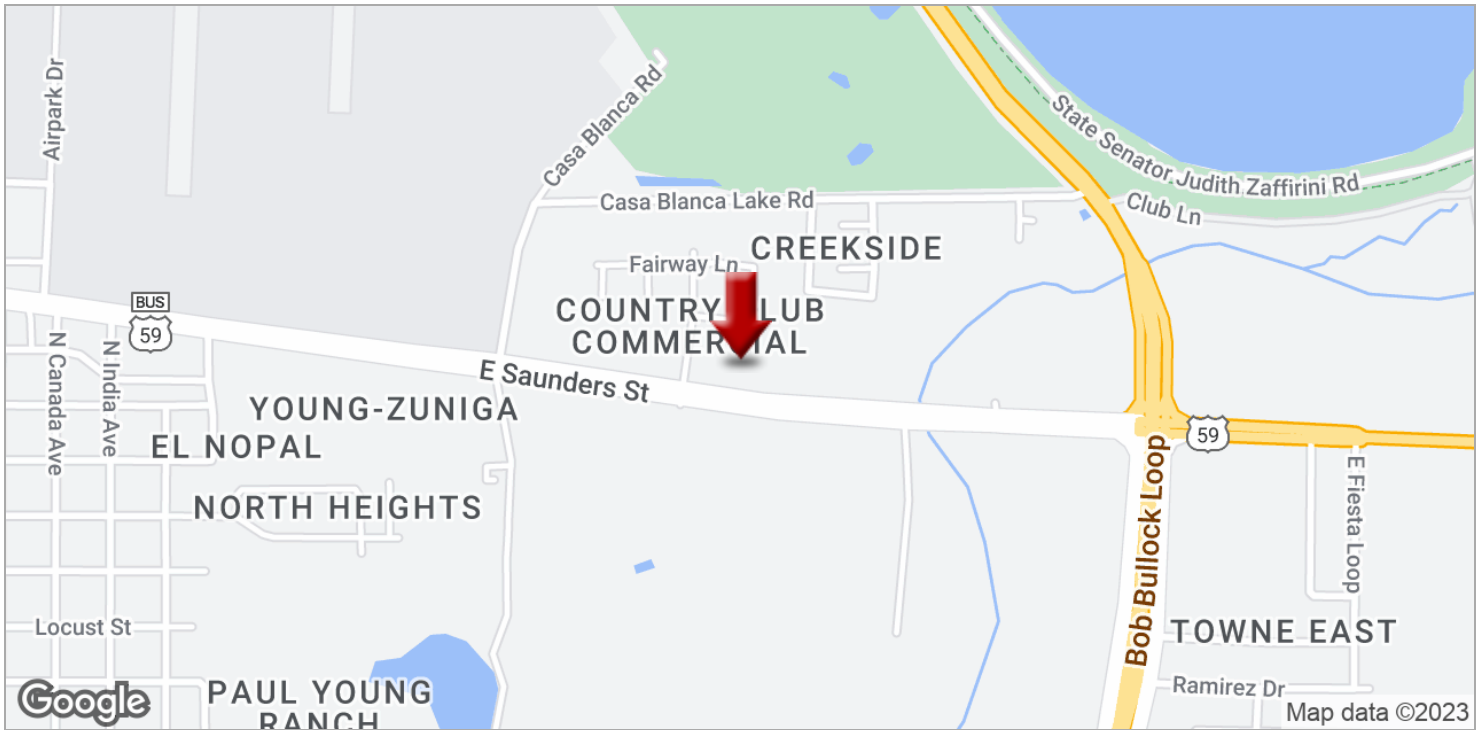 Airpark Dr
Casa Blanca Rd
State Senator Judith Zaffirini Rd
Casa Blanca Lake Rd
Club Ln
CREEKSIDE
Fairway Ln
BUS
59
COUNTRY CLUB
COMMERCIAL
N Canada Ave
N India Ave
E Saunders St
YOUNG-ZUNIGA
59
EL NOPAL
Bob Bullock Loop
E Fiesta Loop
NORTH HEIGHTS
Locust St
TOWNE EAST
PAUL YOUNG
RANCH
Ramirez Dr
Google
Map data ©2023